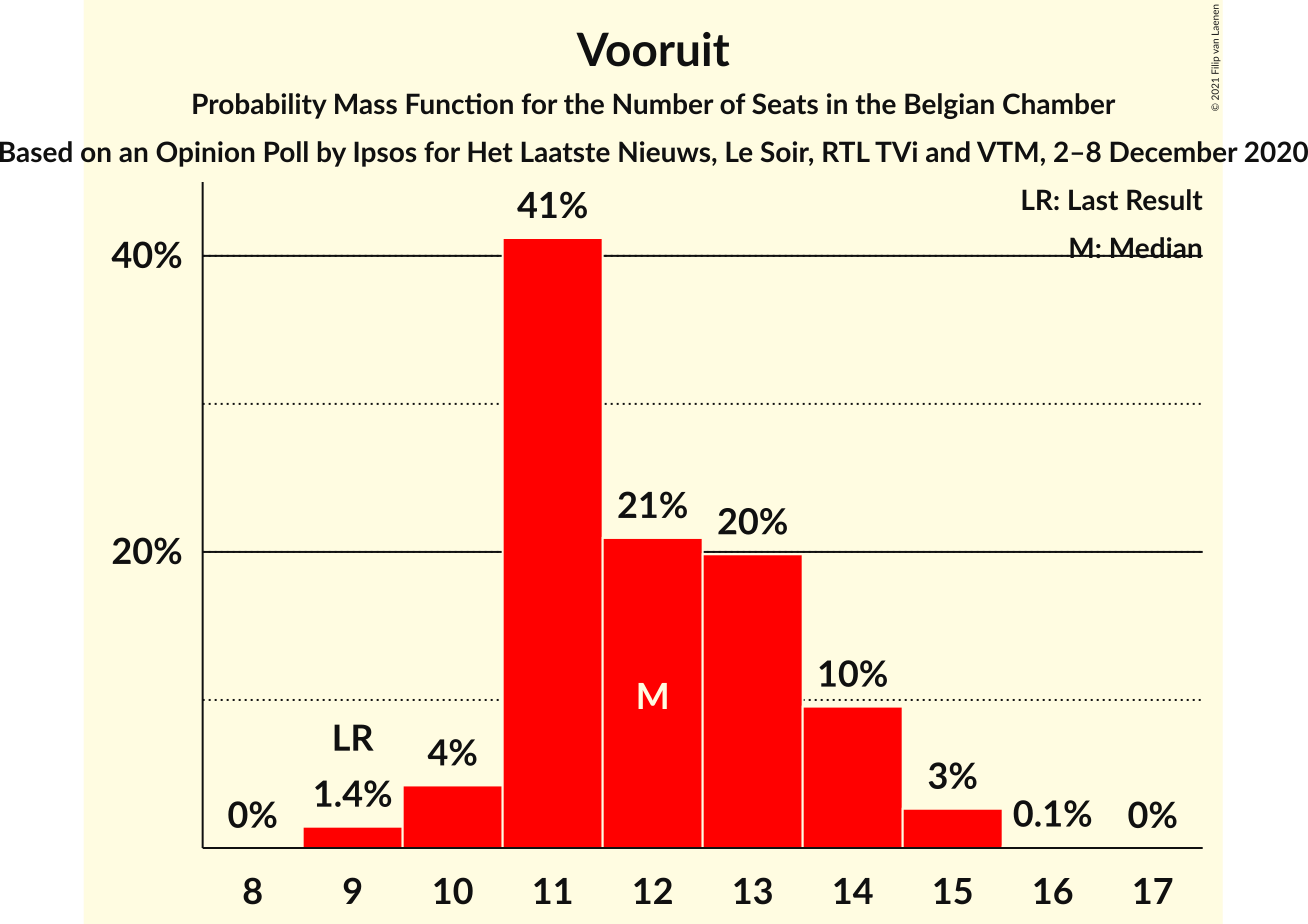 Vooruit
Probability Mass Function for the Number of Seats in the Belgian Chamber
Based on an Opinion Poll by Ipsos for Het Laatste Nieuws, Le Soir, RTL TVi and VTM, 2–8 December 2020
© 2021 Filip van Laenen
LR: Last Result
M: Median
40%
20%
0%
1.4%
LR
4%
41%
21%
M
20%
10%
3%
0.1%
0%
8 9 10 11 12 13 14 15 16 17